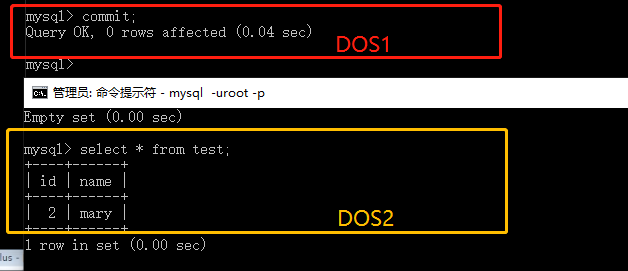 mysql> commit;
Query OK, 0 rows affected (0.04 sec)
DOS1
mysql>
管理员: 命令提示符 - mysql -uroot -p
Empty set (0.00 sec)
mysql> select * from test;
+----+------+
| id | name |
+----+------+
| 2 | mary |
+----+------+
DOS2
1 row in set (0.00 sec)
lus -